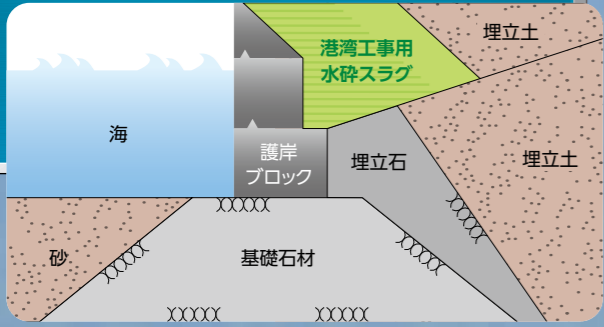 港湾工事用
水砕スラグ
埋立土
海
護岸
ブロック
埋立石
埋立土
砂
基礎石材